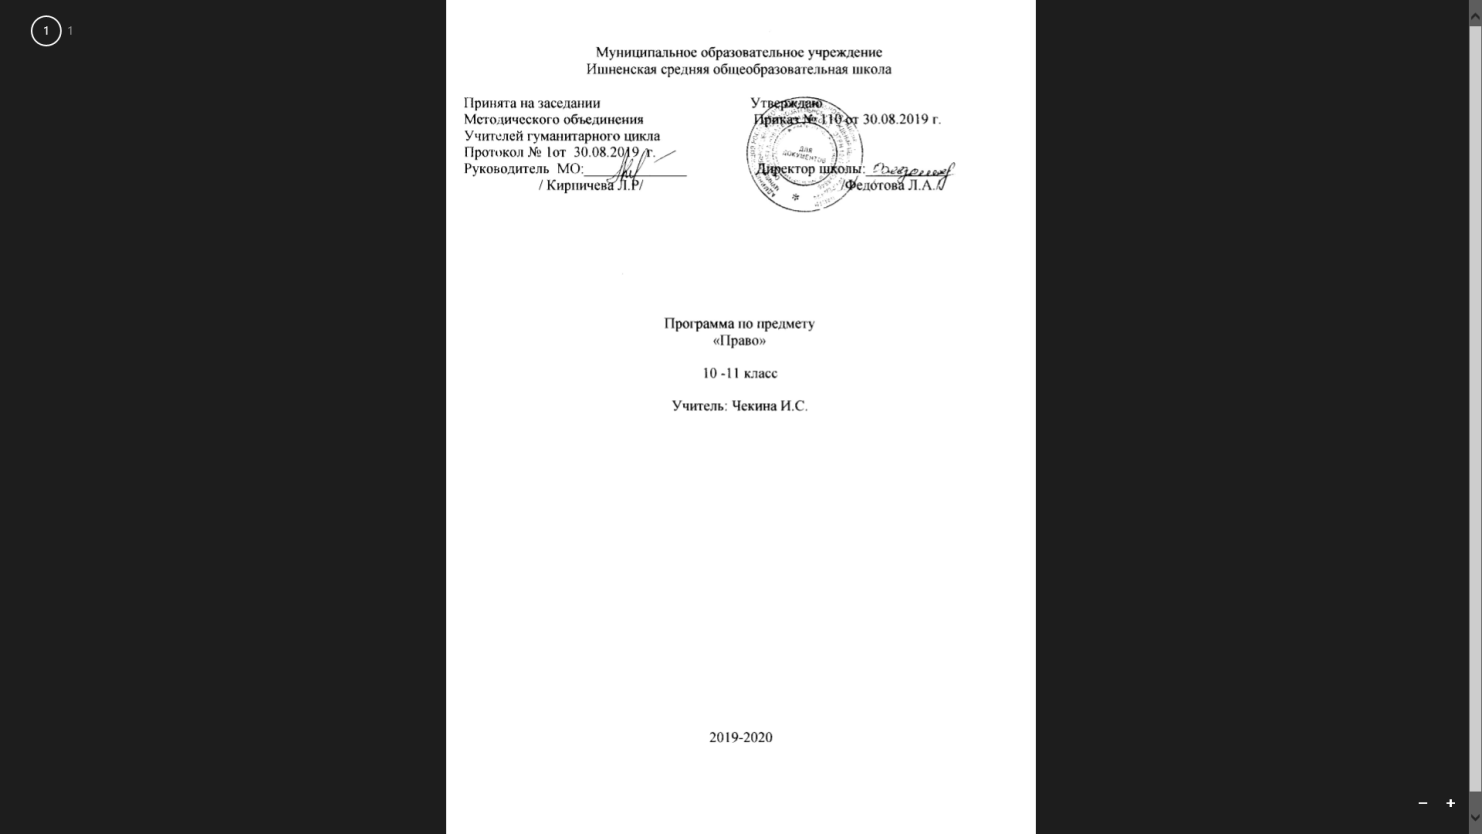 1 1
Муниципальное образовательное учреждение
Ишненская средняя общеобразовательная школа
Принята на заседании
Методического объединения
Учителей гуманитарного цикла
Протокол № 1от 30.08.2019 г.
Руководитель МО:
/ Кирпичева Л.Р/
Утверждаю
Приказ № 110 от 30.08.2019 г.
Директор школы:
/Федотова Л.А./
ДЛЯ
ДОКУМЕНТОВ
Программа по предмету
«Право»
10 -11 класс
Учитель: Чекина И.С.
2019-2020